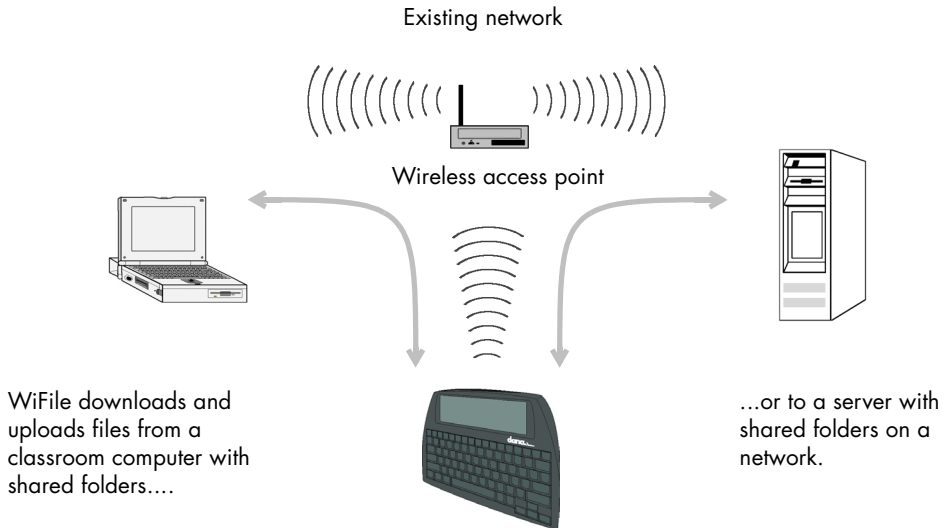 Existing network
Wireless access point
WiFile downloads and
uploads files from a
classroom computer with
shared folders....
dana
...or to a server with
shared folders on a
network.